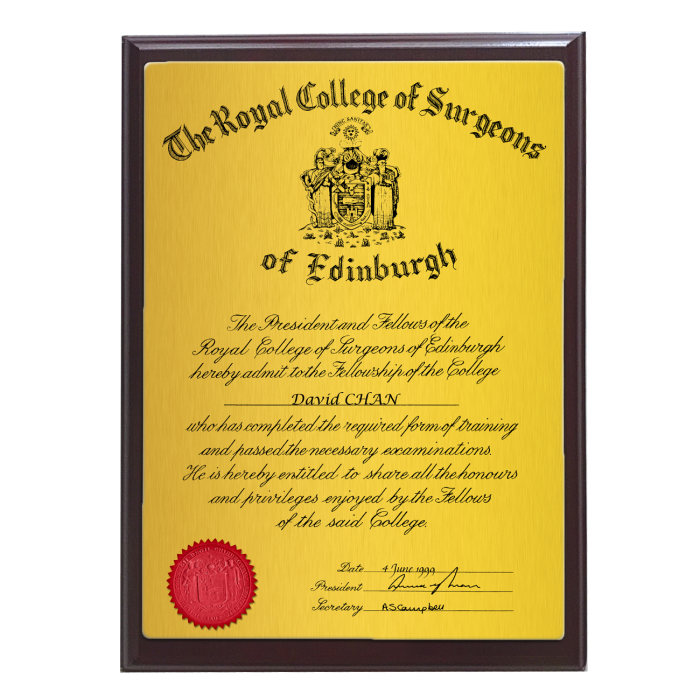 The Royal College of Surgeons
of Edinburgh
The President and Fellows of the
Royal College of Surgeons of Edinburgh
hereby admit to the Fellowship of the College
David CHAN
who has completed the required form of training
and passed the necessary examinations.
He is hereby entitled to share all the honours
and privileges enjoyed by the Fellows
of the said College.
Date 4 June 1999
President
Secretary A S Campbell